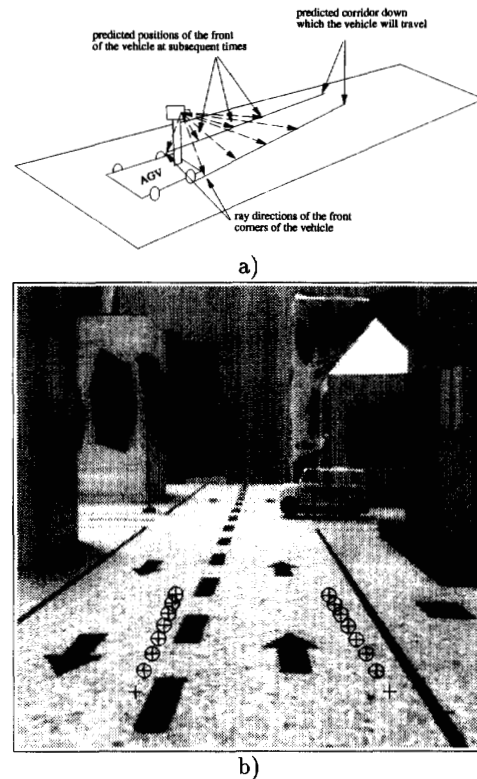 predicted corridor down
which the vehicle will travel
predicted positions of the front
of the vehicle at subsequent times
AGV
ray directions of the front
corners of the vehicle
a)
b)